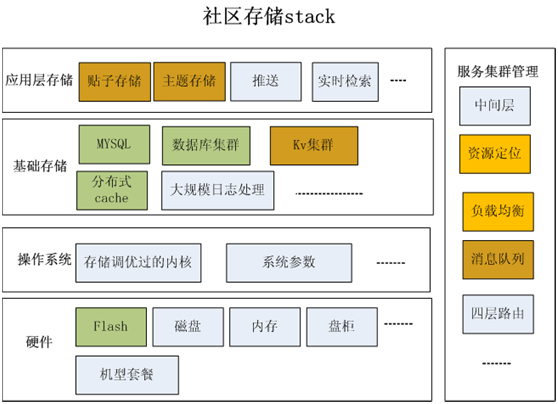 社区存储stack
应用层存储
贴子存储
主题存储
推送
实时检索
基础存储
MYSQL
数据库集群
Kv集群
分布式
cache
大规模日志处理
操作系统
存储调优过的内核
系统参数
硬件
Flash
磁盘
内存
盘柜
机型套餐
服务集群管理
中间层
资源定位
负载均衡
消息队列
四层路由